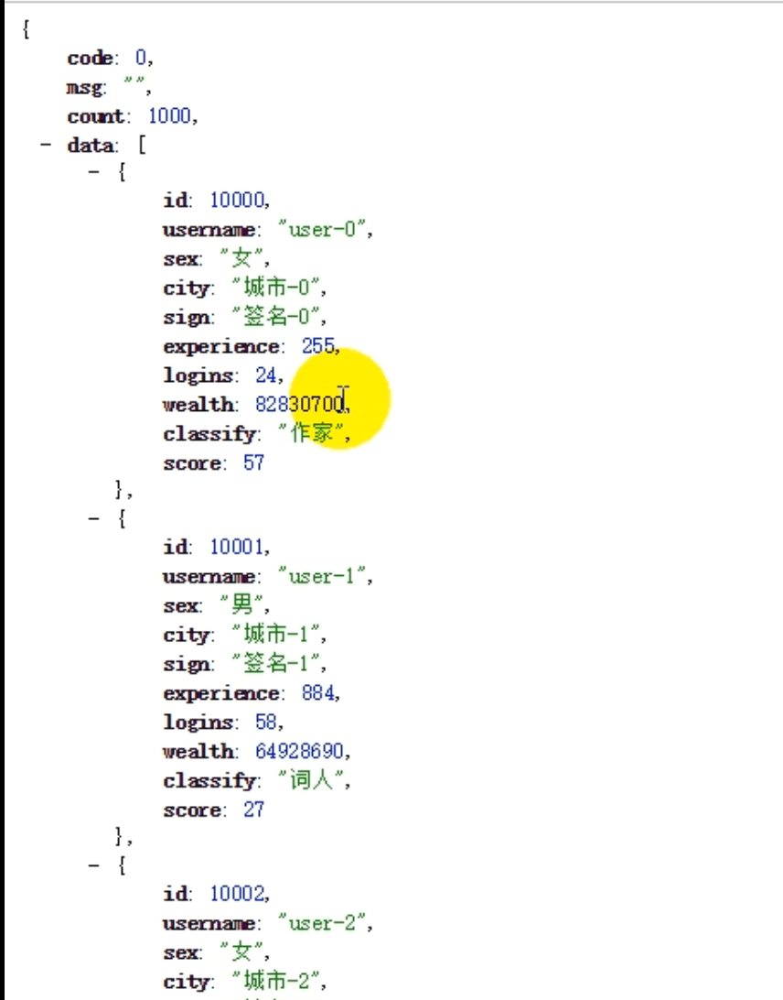 {
code: 0,
msg: "",
count: 1000,
- data: [
- {
id: 10000,
username: "user-0",
sex: "女",
city: "城市-0",
sign: "签名-0",
experience: 255,
logins: 24,
wealth: 82830700,
classify: "作家",
score: 57
},
- {
id: 10001,
username: "user-1",
sex: "男",
city: "城市-1",
sign: "签名-1",
experience: 884,
logins: 58,
wealth: 64928690,
classify: "词人",
score: 27
},
- {
id: 10002,
username: "user-2",
sex: "女",
city: "城市-2",